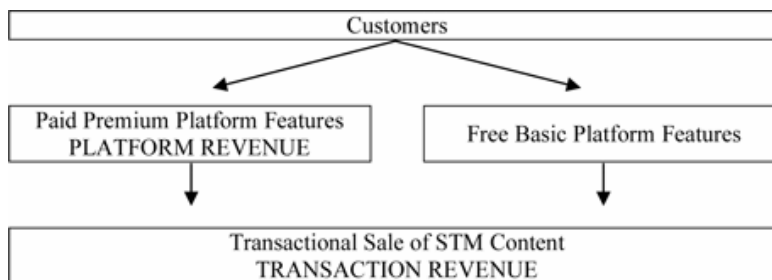 Customers
Paid Premium Platform Features
PLATFORM REVENUE
Free Basic Platform Features
Transactional Sale of STM Content
TRANSACTION REVENUE